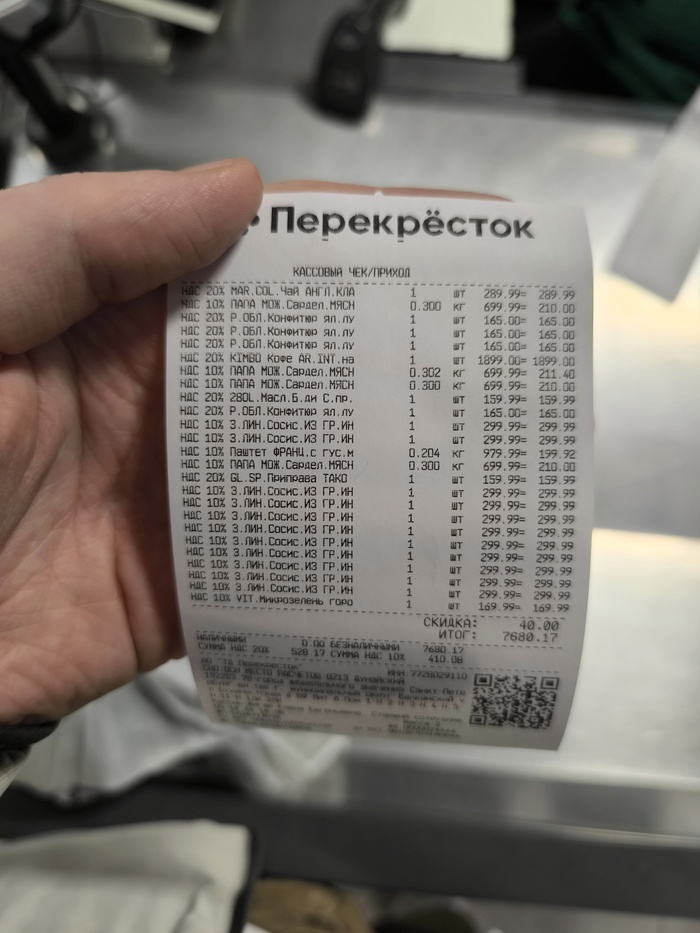 Перекрёсток
КАССОВЫЙ ЧЕК/ПРИХОД
НДС 20% MAR.COL.Чай АНГЛ.КЛА 1 шт 289.99= 289.99
НДС 10% ПАПА МОЖ.Сардел.МЯСН 0.300 кг 699.99= 210.00
НДС 20% Р.ОБЛ.Конфитюр ял.лу 1 шт 165.00= 165.00
НДС 20% Р.ОБЛ.Конфитюр ял.лу 1 шт 165.00= 165.00
НДС 20% Р.ОБЛ.Конфитюр ял.лу 1 шт 165.00= 165.00
НДС 20% KIMBO Кофе AR.INT.на 1 шт 1899.00= 1899.00
НДС 10% ПАПА МОЖ.Сардел.МЯСН 0.302 кг 699.99= 211.40
НДС 10% ПАПА МОЖ.Сардел.МЯСН 0.300 кг 699.99= 210.00
НДС 20% 280L.Масл.Б.ди С.пр. 1 шт 159.99= 159.99
НДС 20% Р.ОБЛ.Конфитюр ял.лу 1 шт 165.00= 165.00
НДС 10% З.ЛИН.Сосис.ИЗ ГР.ИН 1 шт 299.99= 299.99
НДС 10% З.ЛИН.Сосис.ИЗ ГР.ИН 1 шт 299.99= 299.99
НДС 10% Паштет ФРАНЦ.с гус.м 0.204 кг 979.99= 199.92
НДС 10% ПАПА МОЖ.Сардел.МЯСН 0.300 кг 699.99= 210.00
НДС 20% GL.SP.Приправа ТАКО 1 шт 159.99= 159.99
НДС 10% З.ЛИН.Сосис.ИЗ ГР.ИН 1 шт 299.99= 299.99
НДС 10% З.ЛИН.Сосис.ИЗ ГР.ИН 1 шт 299.99= 299.99
НДС 10% З.ЛИН.Сосис.ИЗ ГР.ИН 1 шт 299.99= 299.99
НДС 10% З.ЛИН.Сосис.ИЗ ГР.ИН 1 шт 299.99= 299.99
НДС 10% З.ЛИН.Сосис.ИЗ ГР.ИН 1 шт 299.99= 299.99
НДС 10% З.ЛИН.Сосис.ИЗ ГР.ИН 1 шт 299.99= 299.99
НДС 10% З.ЛИН.Сосис.ИЗ ГР.ИН 1 шт 299.99= 299.99
НДС 10% З.ЛИН.Сосис.ИЗ ГР.ИН 1 шт 299.99= 299.99
НДС 10% З.ЛИН.Сосис.ИЗ ГР.ИН 1 шт 299.99= 299.99
НДС 10% VIT.Микрозелень горо 1 шт 169.99= 169.99
СКИДКА: 40.00
ИТОГ: 7680.17
НАЛИЧНЫМИ 0.00 БЕЗНАЛИЧНЫМИ 7680.17
СУММА НДС 20% 528.17 СУММА НДС 10% 410.08
АО "ТД Перекресток" ИНН:7728029110
МЕСТО РАСЧЕТОВ
Санкт-Пете